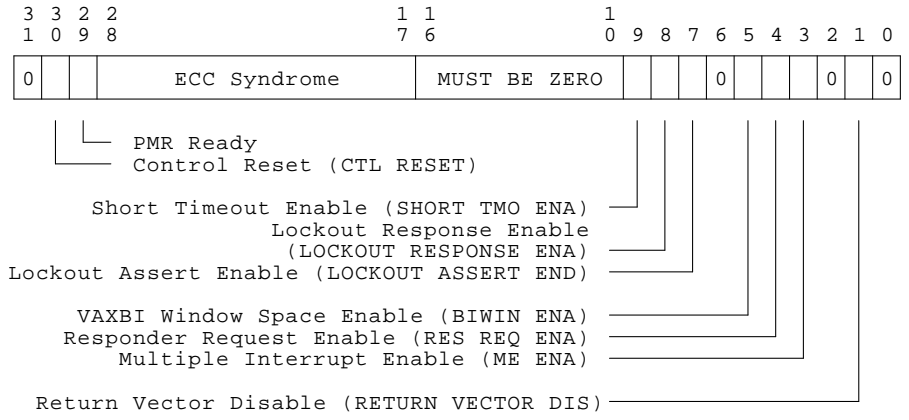 3 3 2 2 1 1 1
1 0 9 8 7 6 0 9 8 7 6 5 4 3 2 1 0
0 ECC Syndrome MUST BE ZERO 0 0 0
PMR Ready
Control Reset (CTL RESET)
Short Timeout Enable (SHORT TMO ENA)
Lockout Response Enable
(LOCKOUT RESPONSE ENA)
Lockout Assert Enable (LOCKOUT ASSERT END)
VAXBI Window Space Enable (BIWIN ENA)
Responder Request Enable (RES REQ ENA)
Multiple Interrupt Enable (ME ENA)
Return Vector Disable (RETURN VECTOR DIS)